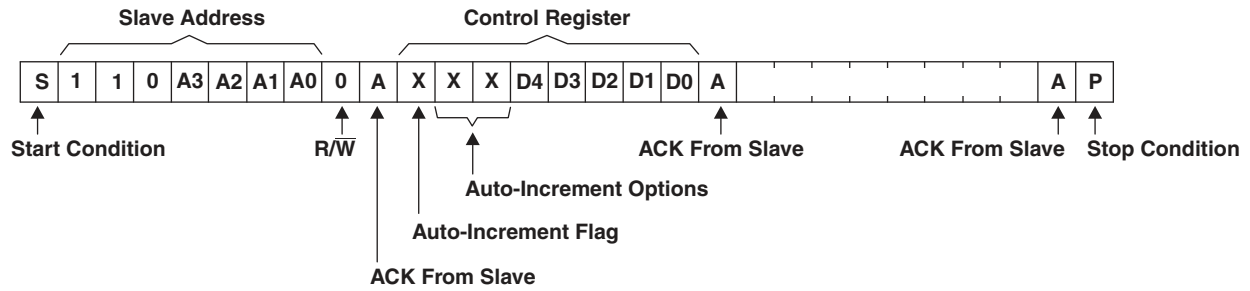 Slave Address Control Register
S 1 1 0 A3 A2 A1 A0 0 A X X X D4 D3 D2 D1 D0 A A P
Start Condition R/W̅ ACK From Slave ACK From Slave Stop Condition
Auto-Increment Options
Auto-Increment Flag
ACK From Slave